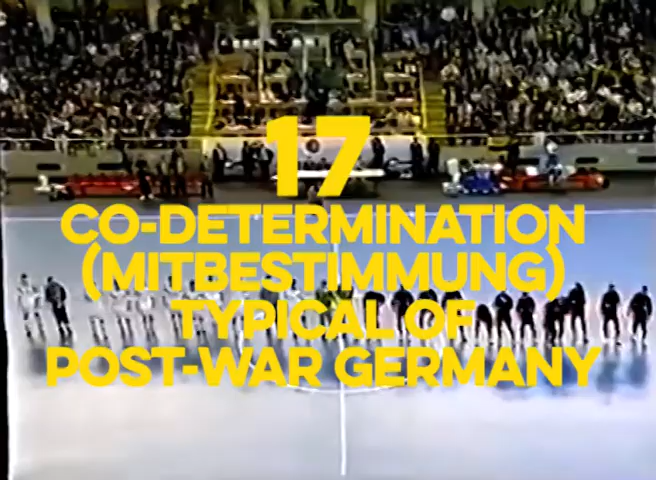 17
CO-DETERMINATION
(MITBESTIMMUNG)
TYPICAL OF
POST-WAR GERMANY